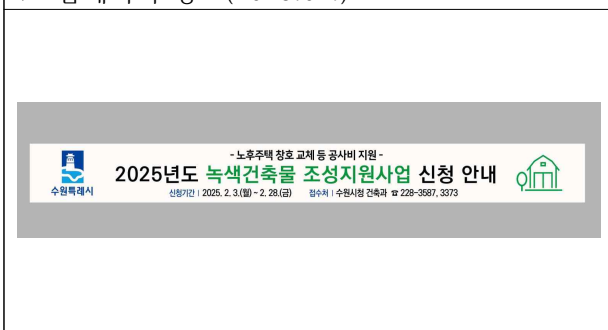 - 노후주택 창호 교체 등 공사비 지원 -
2025년도 녹색건축물 조성지원사업 신청 안내
수원특례시
신청기간 | 2025. 2. 3.(월) ~ 2. 28.(금) 접수처 | 수원시청 건축과 ☎ 228-3587, 3373